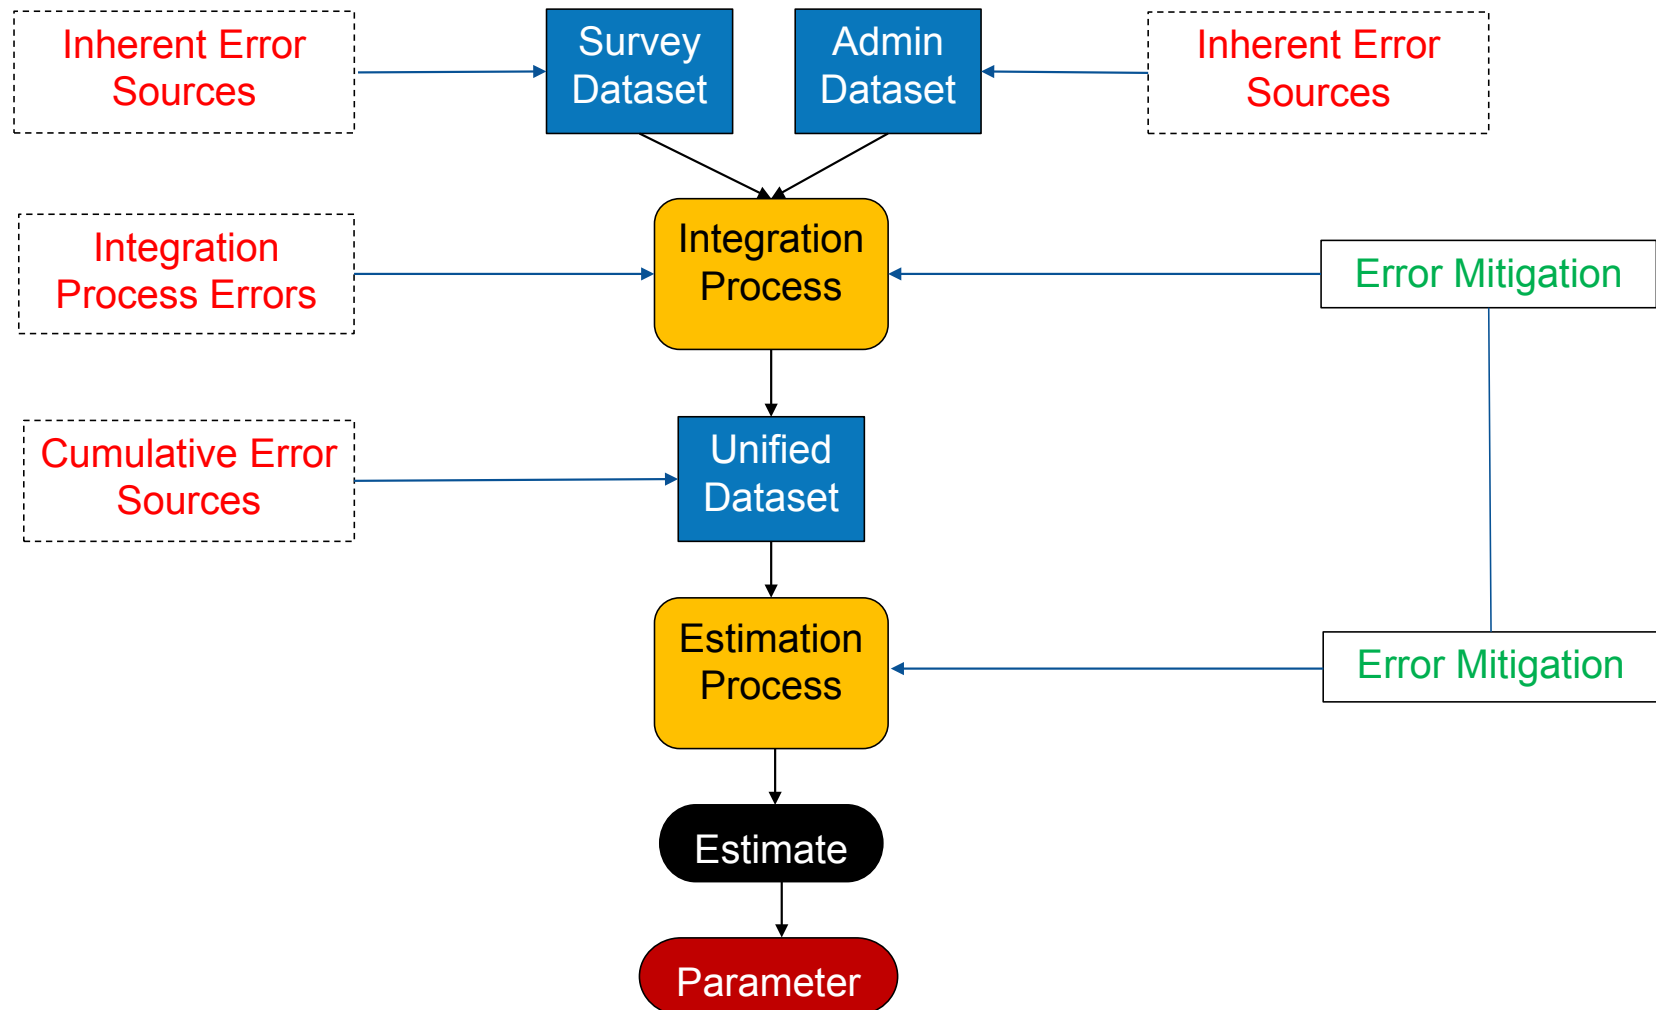 Inherent Error
Sources
Survey
Dataset
Admin
Dataset
Inherent Error
Sources
Integration
Process Errors
Integration
Process
Error Mitigation
Cumulative Error
Sources
Unified
Dataset
Estimation
Process
Error Mitigation
Estimate
Parameter